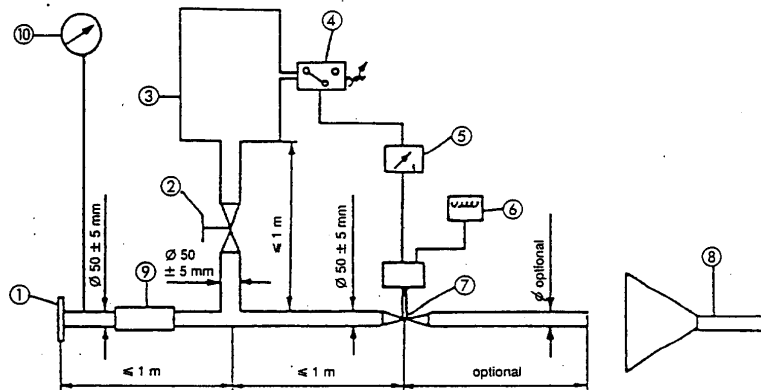 ⑩
④
③
⑤
②
⑥
Ø 50 ± 5 mm
≤ 1 m
Ø 50
± 5 mm
Ø 50 ± 5 mm
Ø optional
①
⑨
⑦
⑧
≤ 1 m
≤ 1 m
optional